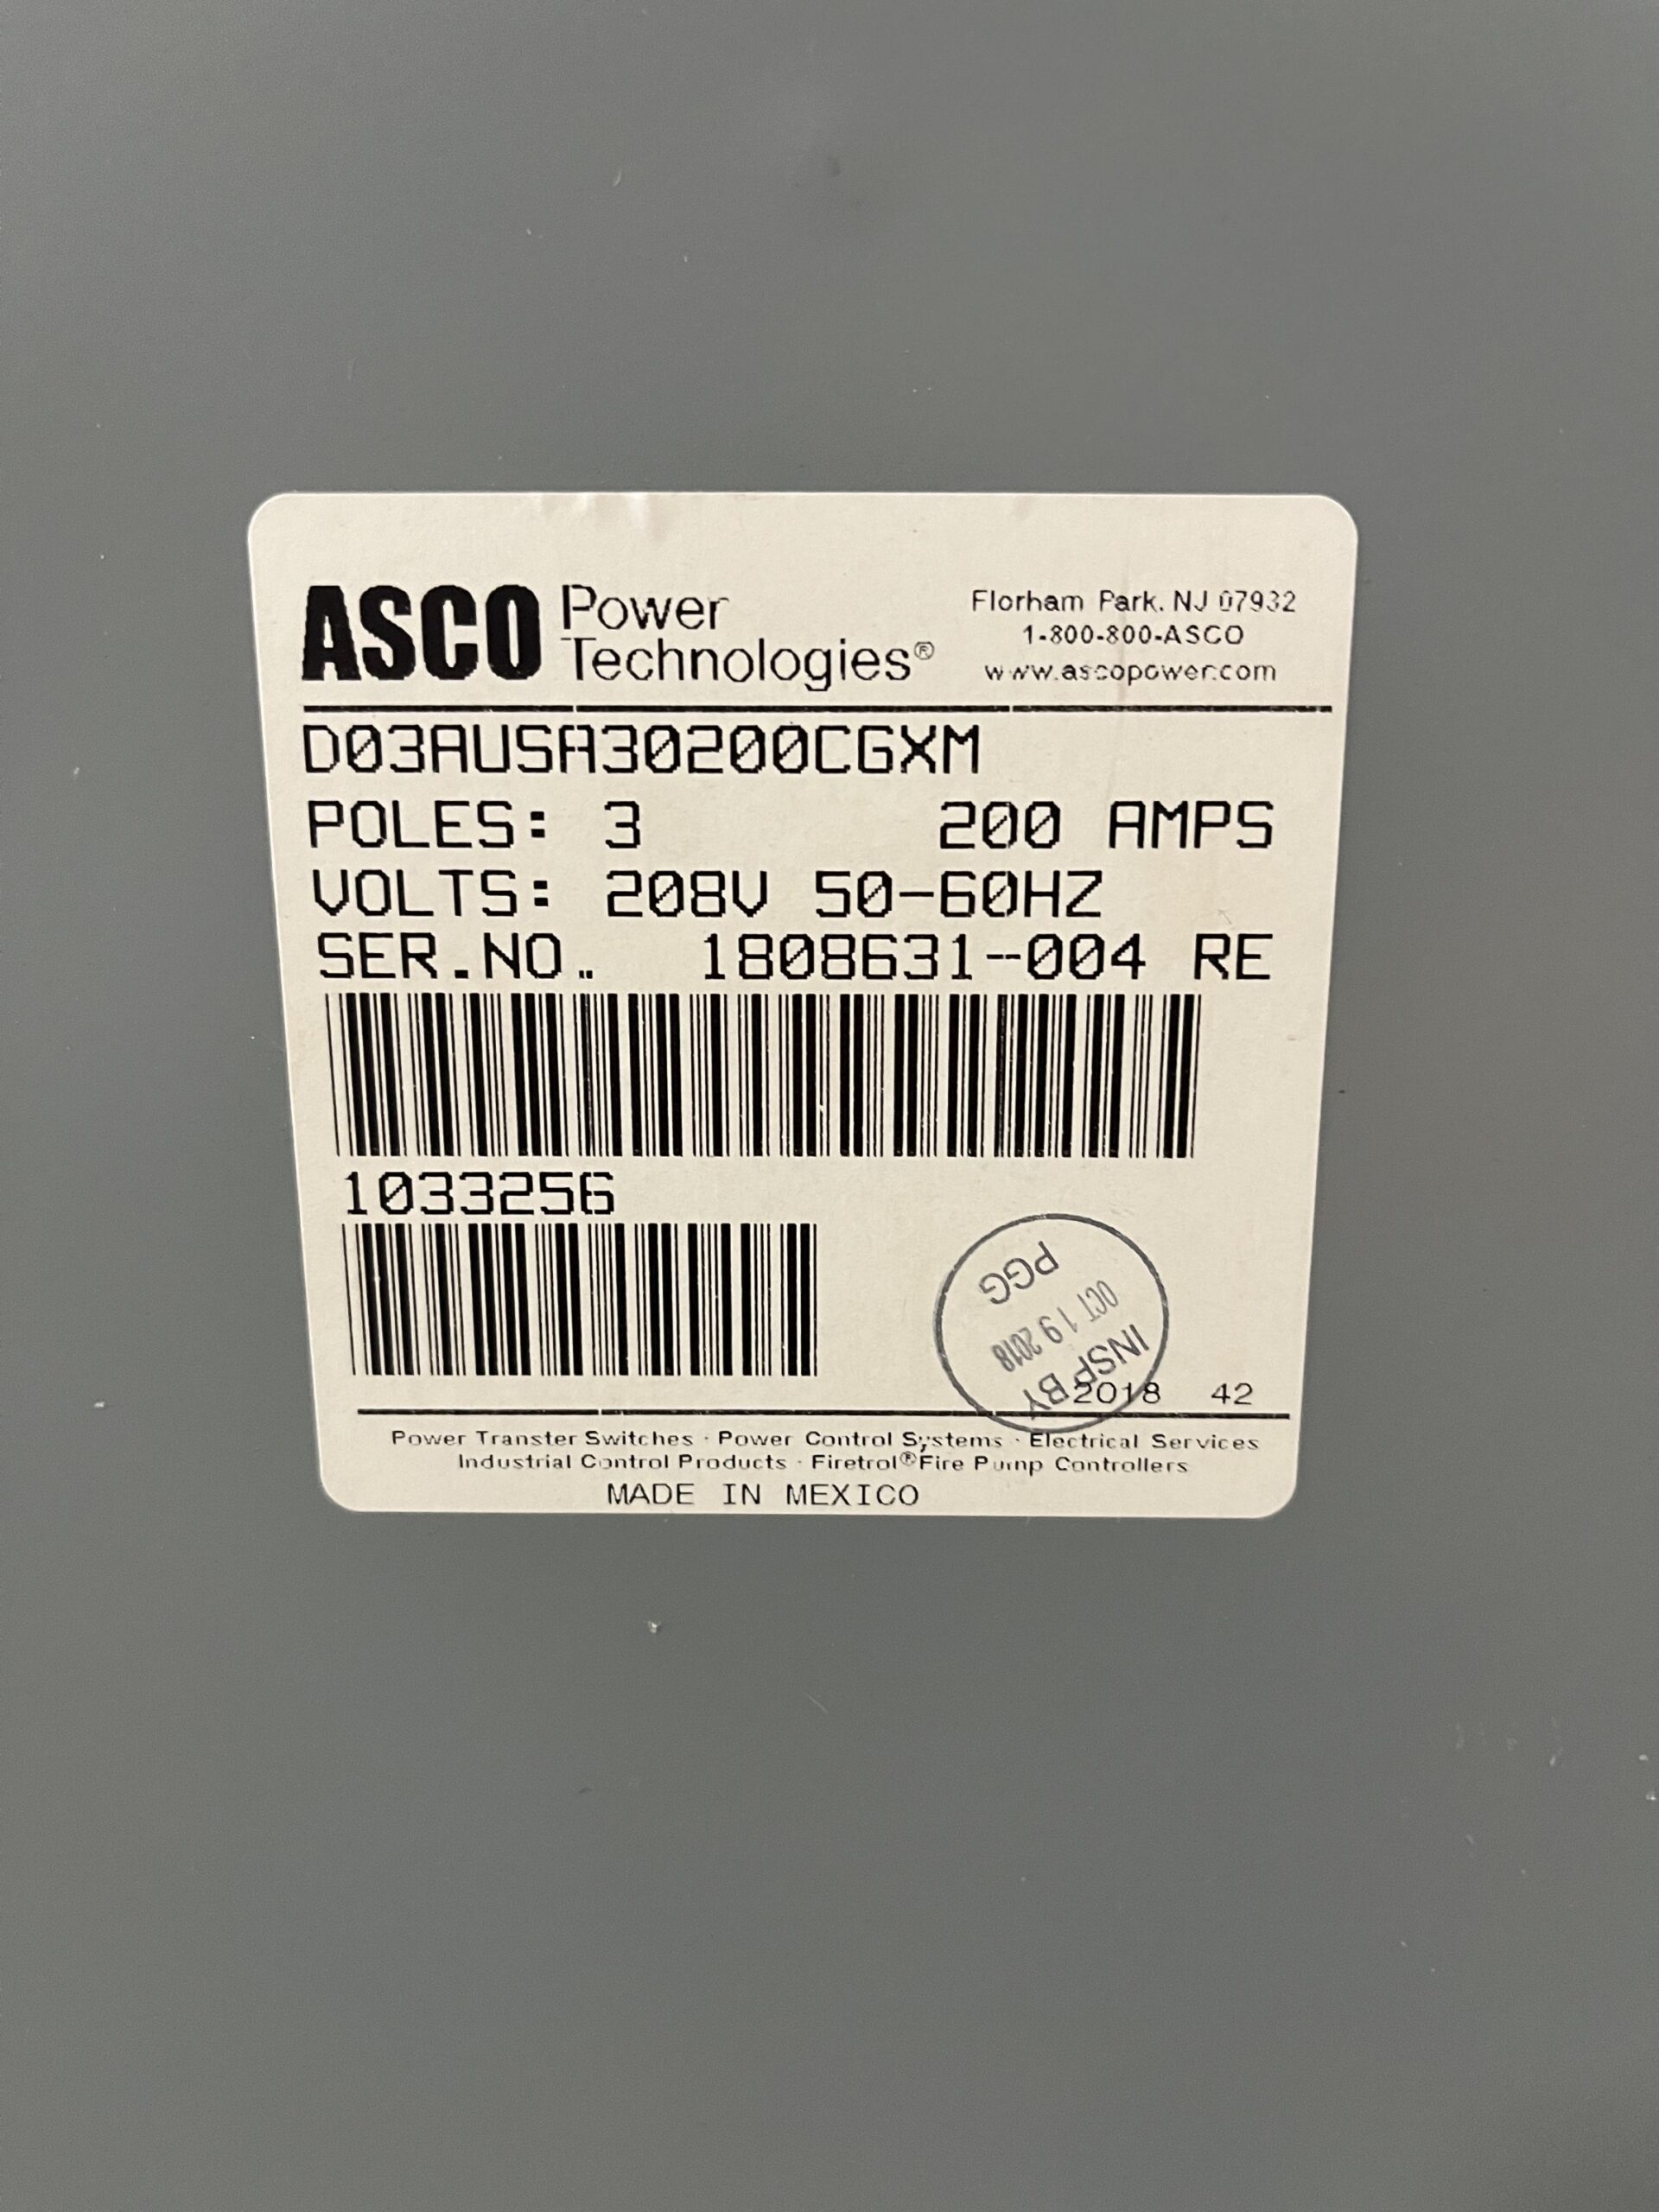 ASCO Power Technologies®
Florham Park, NJ 07932
1-800-800-ASCO
www.ascopower.com
D03AUSA30200CGXM
POLES: 3 200 AMPS
VOLTS: 208V 50-60HZ
SER.NO. 1808631-004 RE
1033256
PGG
OCT 19 2018
INSP BY
2018 42
Power Transfer Switches · Power Control Systems · Electrical Services
Industrial Control Products · Firetrol® Fire Pump Controllers
MADE IN MEXICO